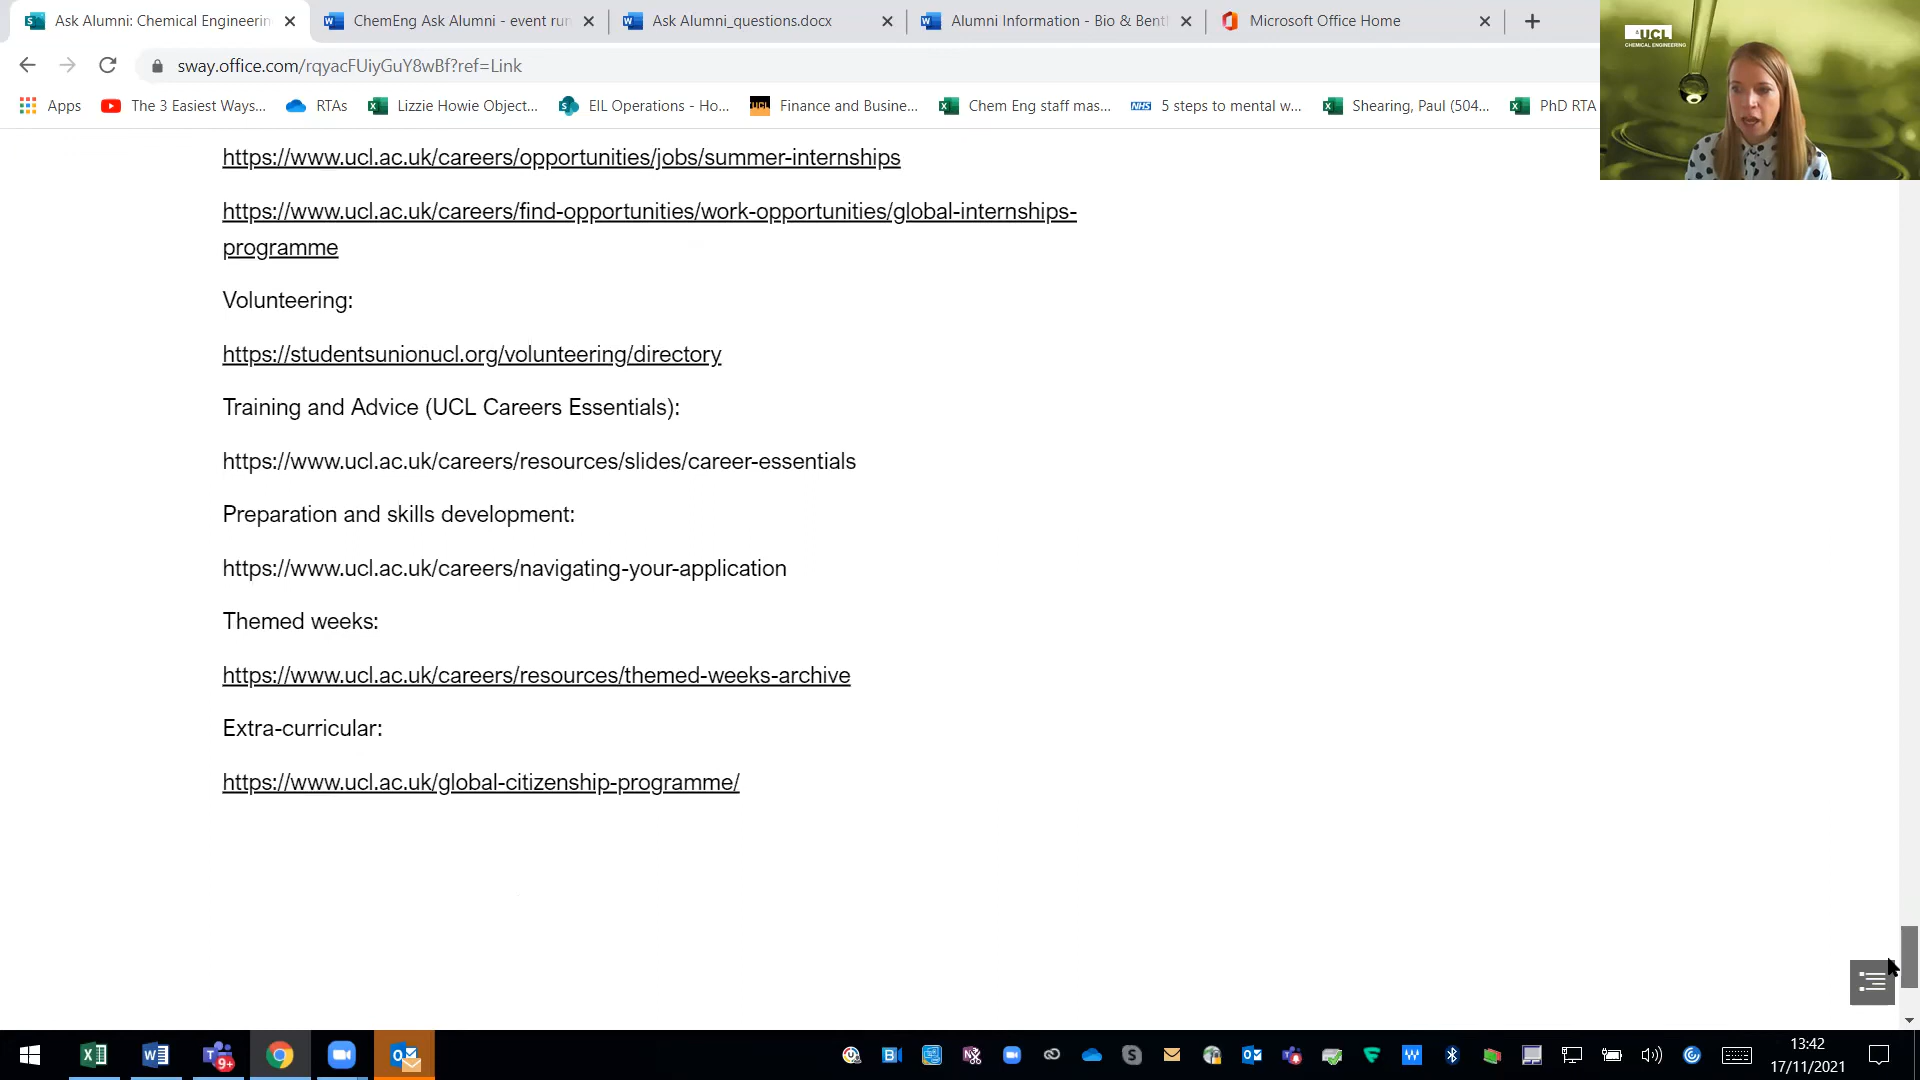 Ask Alumni: Chemical Engineerin
ChemEng Ask Alumni - event run
Ask Alumni_questions.docx
Alumni Information - Bio & Bent
Microsoft Office Home
sway.office.com/rqyacFUiyGuY8wBf?ref=Link
Apps
The 3 Easiest Ways...
RTAs
Lizzie Howie Object...
EIL Operations - Ho...
Finance and Busine...
Chem Eng staff mas...
5 steps to mental w...
Shearing, Paul (504...
PhD RTA
UCL
CHEMICAL ENGINEERING
https://www.ucl.ac.uk/careers/opportunities/jobs/summer-internships
https://www.ucl.ac.uk/careers/find-opportunities/work-opportunities/global-internships-
programme
Volunteering:
https://studentsunionucl.org/volunteering/directory
Training and Advice (UCL Careers Essentials):
https://www.ucl.ac.uk/careers/resources/slides/career-essentials
Preparation and skills development:
https://www.ucl.ac.uk/careers/navigating-your-application
Themed weeks:
https://www.ucl.ac.uk/careers/resources/themed-weeks-archive
Extra-curricular:
https://www.ucl.ac.uk/global-citizenship-programme/
9+
13:42
17/11/2021